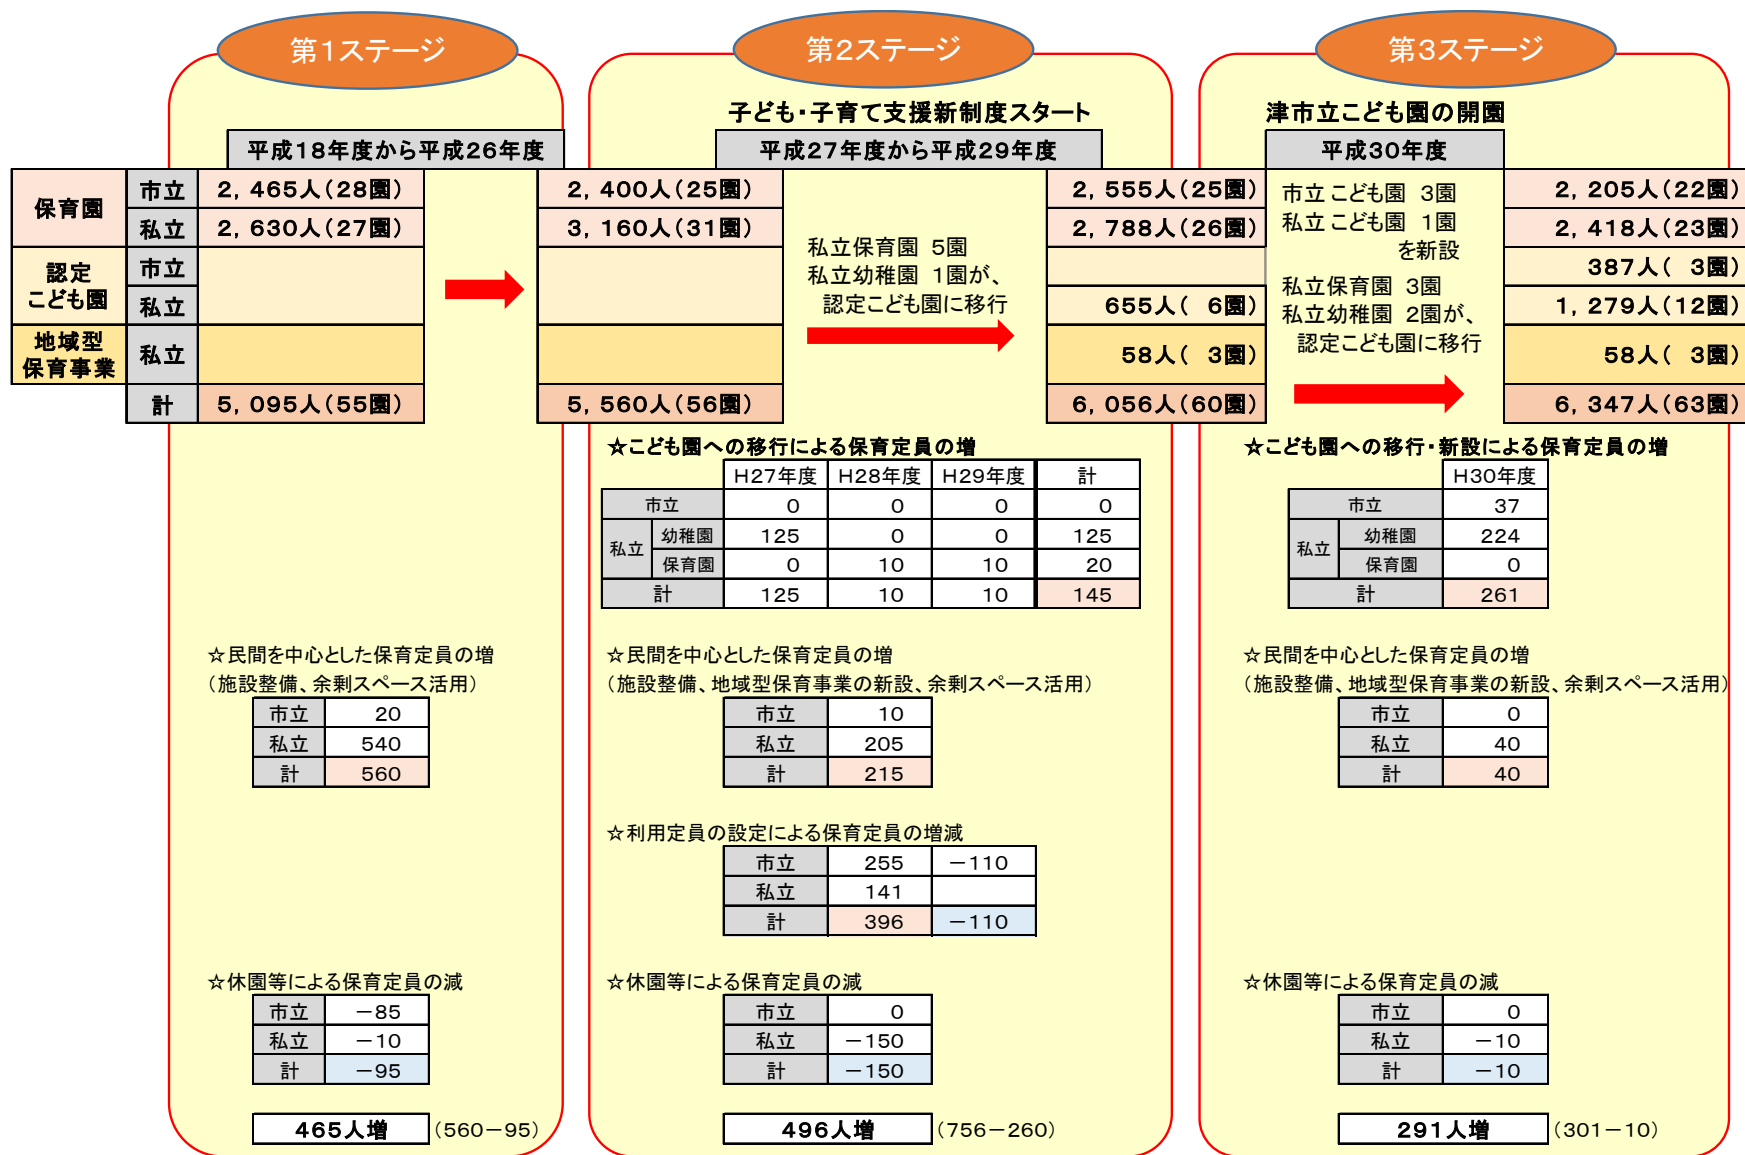 第1ステージ
第2ステージ
第3ステージ
子ども・子育て支援新制度スタート
津市立こども園の開園
平成18年度から平成26年度
平成27年度から平成29年度
平成30年度
保育園 市立 2,465人(28園) 2,400人(25園) 2,555人(25園) 2,205人(22園)
私立 2,630人(27園) 3,160人(31園) 2,788人(26園) 2,418人(23園)
認定こども園 市立 387人( 3園)
私立 655人( 6園) 1,279人(12園)
地域型保育事業 私立 58人( 3園) 58人( 3園)
計 5,095人(55園) 5,560人(56園) 6,056人(60園) 6,347人(63園)
私立保育園 5園
私立幼稚園 1園が、
認定こども園に移行
市立こども園 3園
私立こども園 1園
を新設
私立保育園 3園
私立幼稚園 2園が、
認定こども園に移行
☆こども園への移行による保育定員の増
H27年度 H28年度 H29年度 計
市立 0 0 0 0
私立 幼稚園 125 0 0 125
保育園 0 10 10 20
計 125 10 10 145
☆こども園への移行・新設による保育定員の増
H30年度
市立 37
私立 幼稚園 224
保育園 0
計 261
☆民間を中心とした保育定員の増
(施設整備、余剰スペース活用)
市立 20
私立 540
計 560
☆民間を中心とした保育定員の増
(施設整備、地域型保育事業の新設、余剰スペース活用)
市立 10
私立 205
計 215
☆民間を中心とした保育定員の増
(施設整備、地域型保育事業の新設、余剰スペース活用)
市立 0
私立 40
計 40
☆利用定員の設定による保育定員の増減
市立 255 -110
私立 141
計 396 -110
☆休園等による保育定員の減
市立 -85
私立 -10
計 -95
☆休園等による保育定員の減
市立 0
私立 -150
計 -150
☆休園等による保育定員の減
市立 0
私立 -10
計 -10
465人増 (560-95)
496人増 (756-260)
291人増 (301-10)